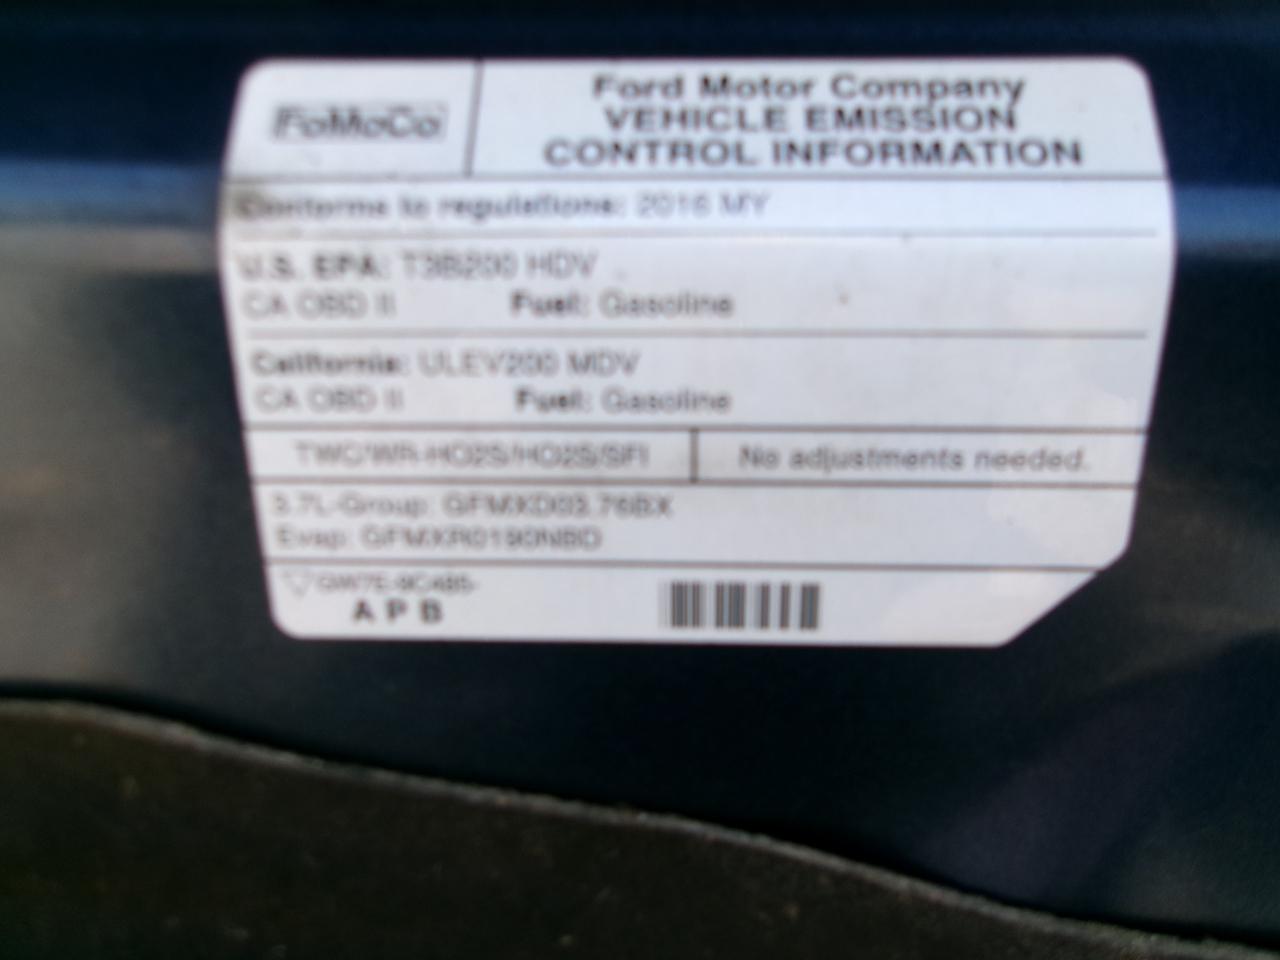 FoMoCo
Ford Motor Company
VEHICLE EMISSION
CONTROL INFORMATION
Conforms to regulations: 2016 MY
U.S. EPA: T3B200 HDV
CA OBD II Fuel: Gasoline
California: ULEV200 MDV
CA OBD II Fuel: Gasoline
TWC/WR-HO2S/HO2S/SFI No adjustments needed.
3.7L-Group: GFMXD03.76BX
Evap: GFMXR0190NBD
GW7E-9C485-
A P B